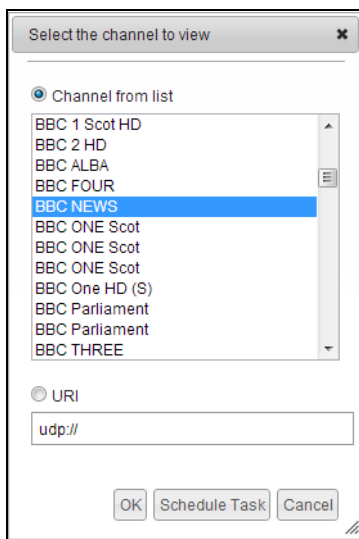 Select the channel to view
Channel from list
BBC 1 Scot HD
BBC 2 HD
BBC ALBA
BBC FOUR
BBC NEWS
BBC ONE Scot
BBC ONE Scot
BBC ONE Scot
BBC One HD (S)
BBC Parliament
BBC Parliament
BBC THREE
URI
udp://
OK Schedule Task Cancel